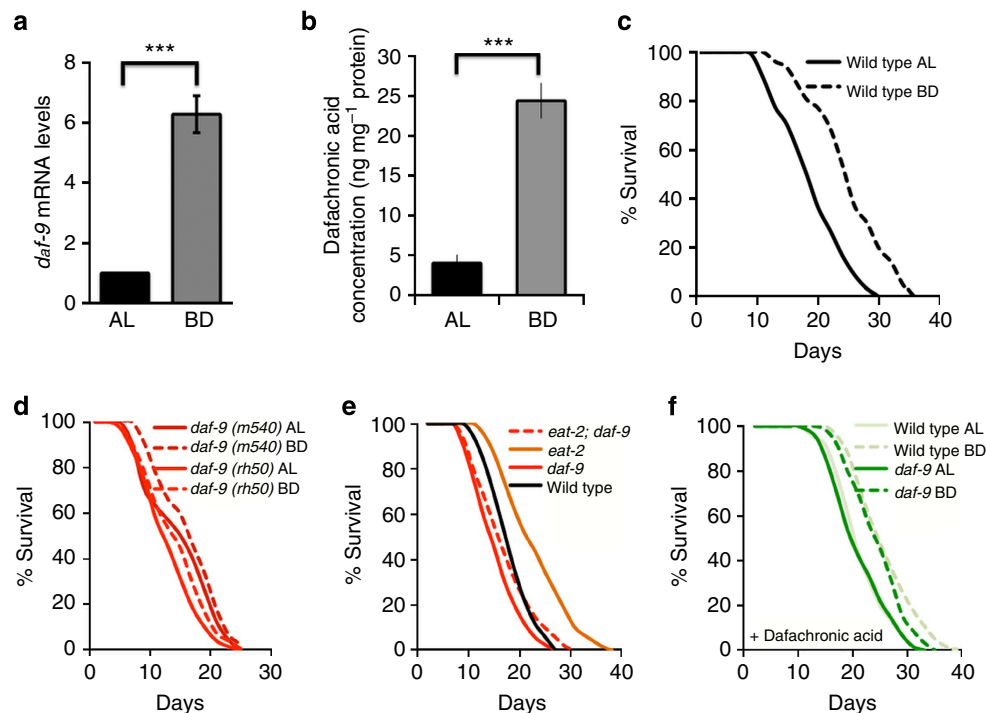 a
***
daf-9 mRNA levels
8
6
4
2
0
AL BD
b
***
Dafachronic acid
concentration (ng mg⁻¹ protein)
30
25
20
15
10
5
0
AL BD
c
Wild type AL
Wild type BD
% Survival
100
80
60
40
20
0
0 10 20 30 40
Days
d
daf-9 (m540) AL
daf-9 (m540) BD
daf-9 (rh50) AL
daf-9 (rh50) BD
% Survival
100
80
60
40
20
0
0 10 20 30
Days
e
eat-2; daf-9
eat-2
daf-9
Wild type
% Survival
100
80
60
40
20
0
0 10 20 30 40
Days
f
Wild type AL
Wild type BD
daf-9 AL
daf-9 BD
% Survival
100
80
60
40
20
0
+ Dafachronic acid
0 10 20 30 40
Days